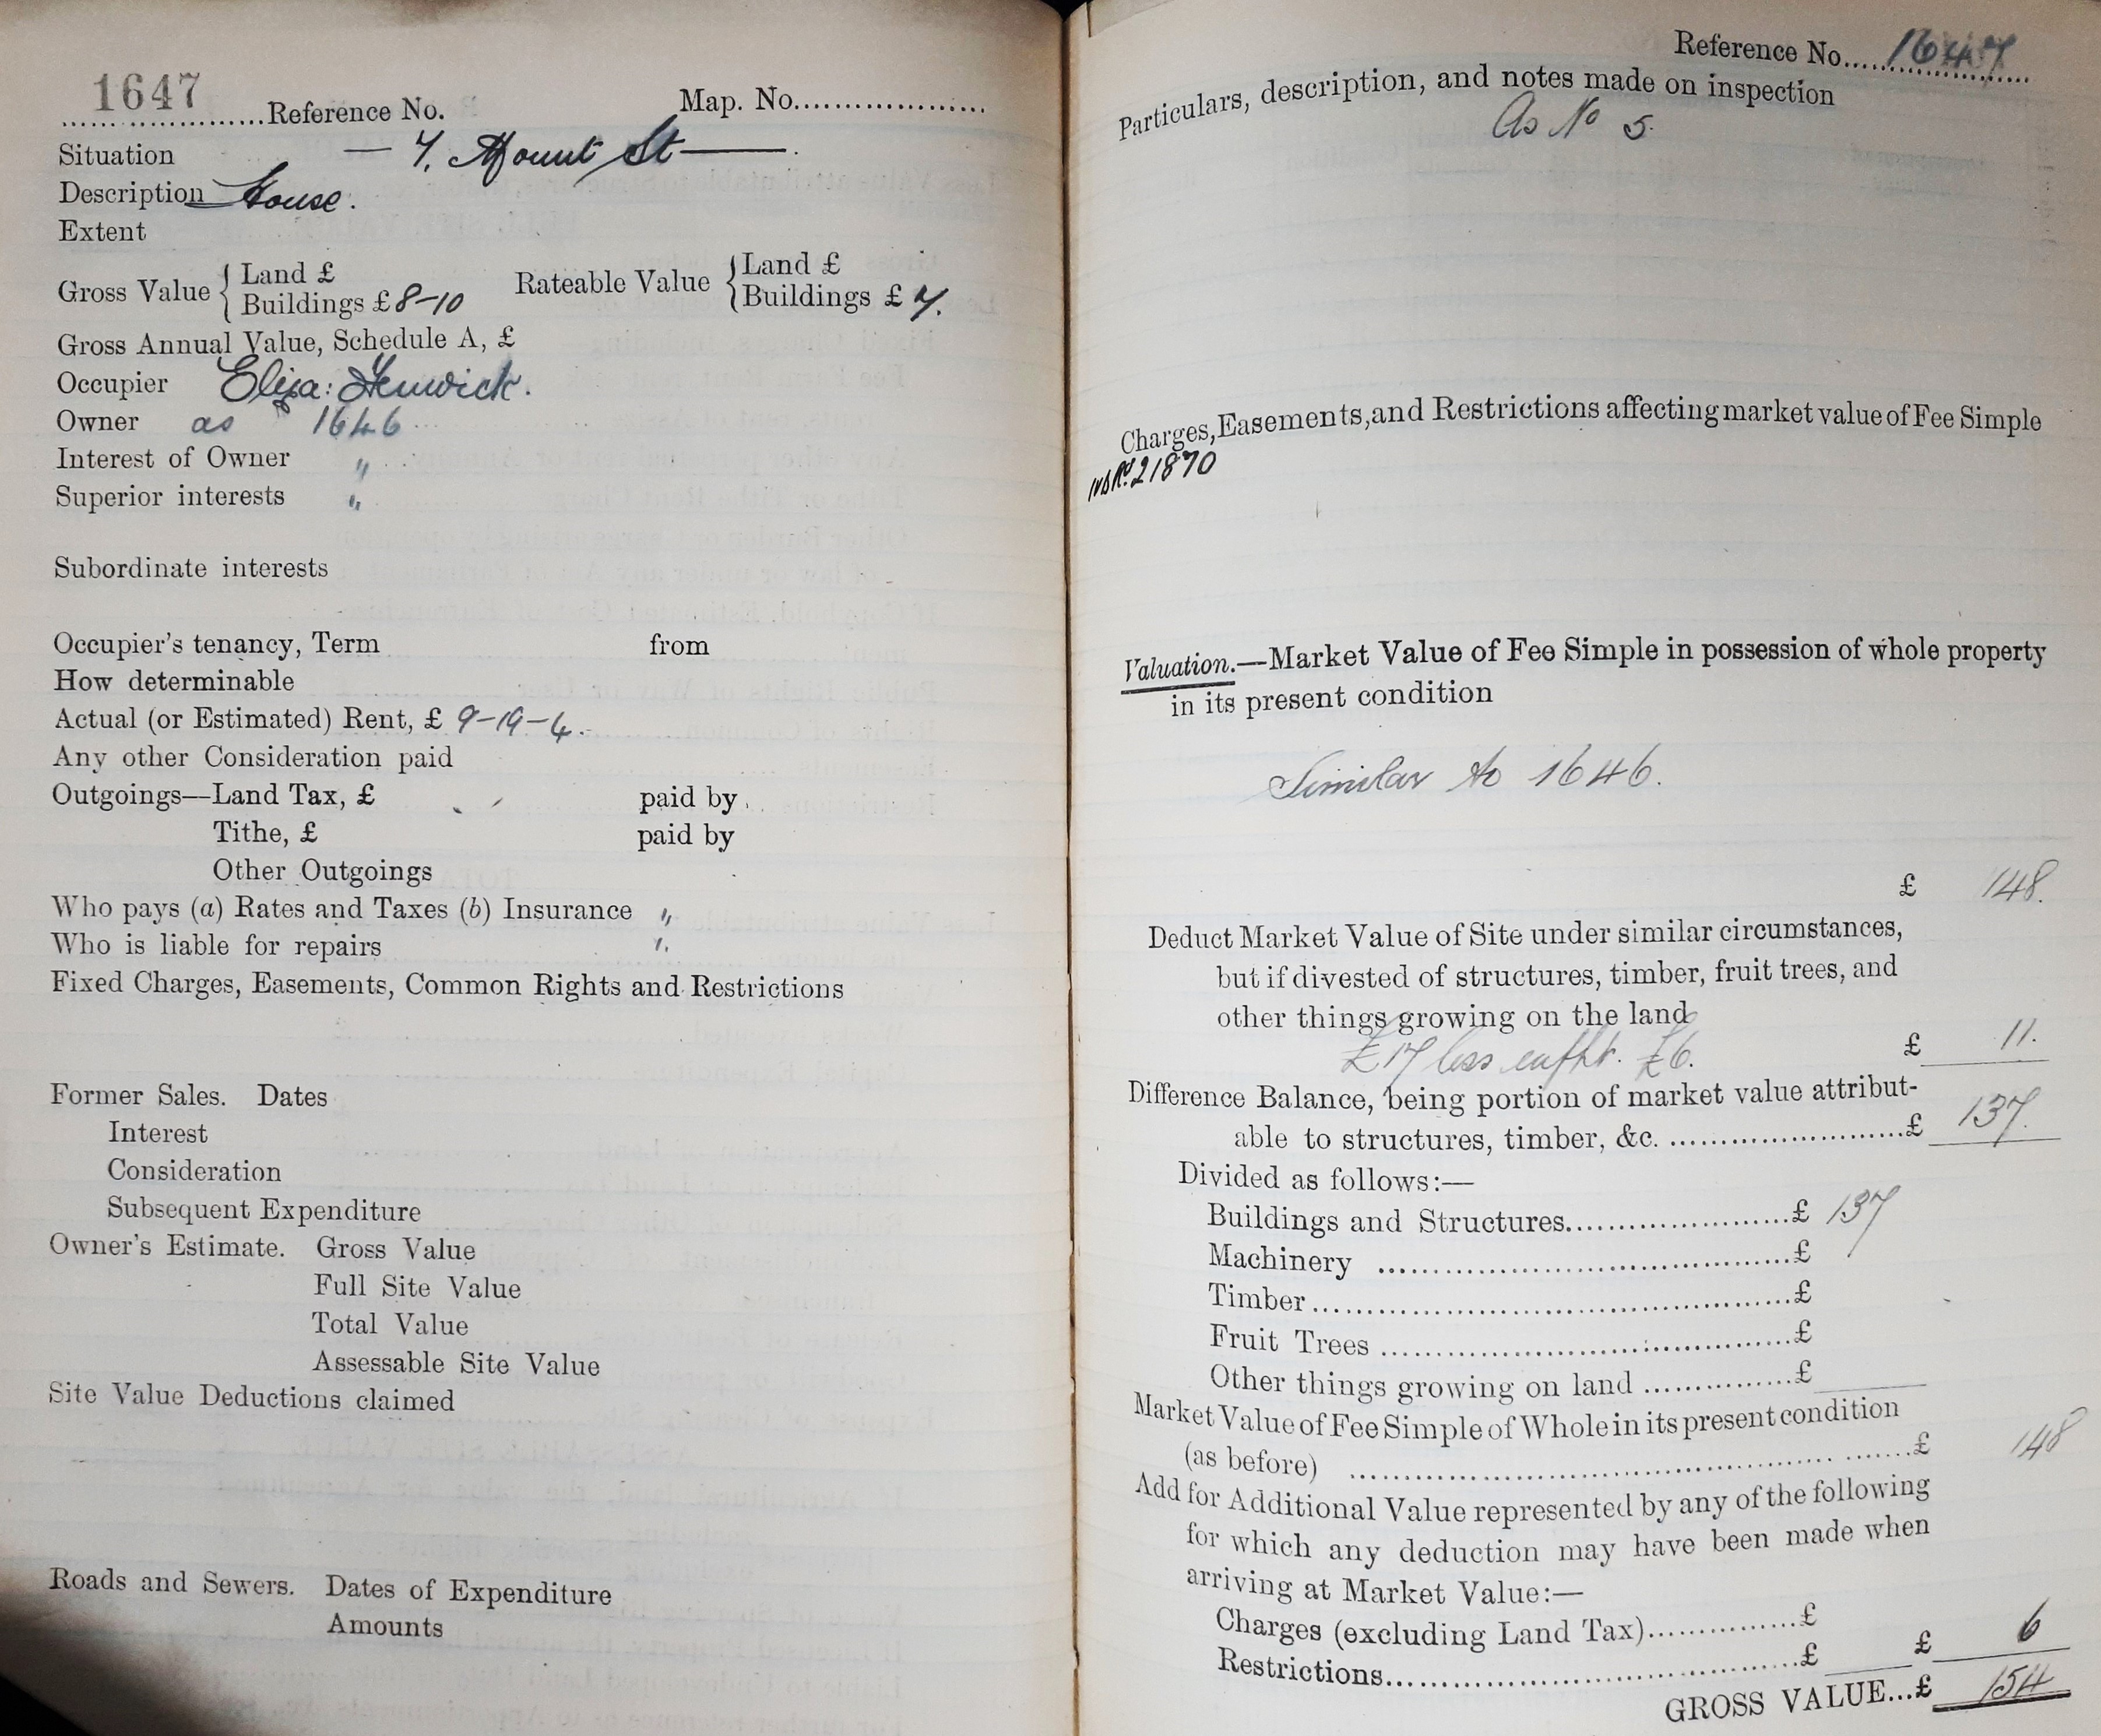 1647
Reference No. Map. No.
Situation — 7, Mount St —
Description House.
Extent
Gross Value { Land £
Buildings £ 8-10
Rateable Value { Land £
Buildings £ 7.
Gross Annual Value, Schedule A, £
Occupier Eliza: Fenwick.
Owner as 1646
Interest of Owner "
Superior interests "
Subordinate interests
Occupier's tenancy, Term from
How determinable
Actual (or Estimated) Rent, £ 9-19-4.
Any other Consideration paid
Outgoings—Land Tax, £ paid by
Tithe, £ paid by
Other Outgoings
Who pays (a) Rates and Taxes (b) Insurance "
Who is liable for repairs "
Fixed Charges, Easements, Common Rights and Restrictions
Former Sales. Dates
Interest
Consideration
Subsequent Expenditure
Owner's Estimate. Gross Value
Full Site Value
Total Value
Assessable Site Value
Site Value Deductions claimed
Roads and Sewers. Dates of Expenditure
Amounts
Reference No. 1647
Particulars, description, and notes made on inspection
As No 5.
Charges, Easements, and Restrictions affecting market value of Fee Simple
21870
Valuation.—Market Value of Fee Simple in possession of whole property
in its present condition
Similar to 1646.
£ 148.
Deduct Market Value of Site under similar circumstances,
but if divested of structures, timber, fruit trees, and
other things growing on the land
£17 less enfht. £6. £ 11.
Difference Balance, being portion of market value attribut-
able to structures, timber, &c. £ 137.
Divided as follows:—
Buildings and Structures £ 137
Machinery £
Timber £
Fruit Trees £
Other things growing on land £
Market Value of Fee Simple of Whole in its present condition
(as before) £ 148
Add for Additional Value represented by any of the following
for which any deduction may have been made when
arriving at Market Value:—
Charges (excluding Land Tax) £
Restrictions £ £ 6
GROSS VALUE...£ 154